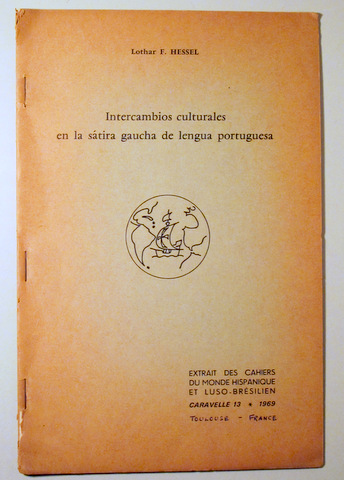 Lothar F. HESSEL
Intercambios culturales
en la sátira gaucha de lengua portuguesa
EXTRAIT DES CAHIERS
DU MONDE HISPANIQUE
ET LUSO-BRÉSILIEN
CARAVELLE 13 * 1969
TOULOUSE - FRANCE